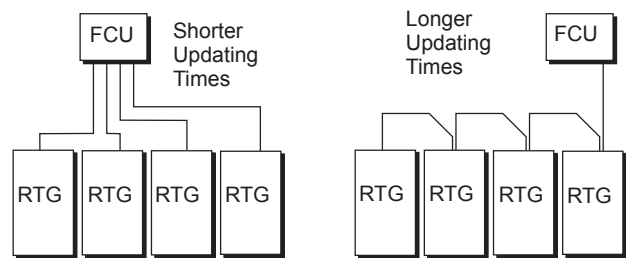 FCU
Shorter
Updating
Times
RTG
RTG
RTG
RTG
Longer
Updating
Times
FCU
RTG
RTG
RTG
RTG